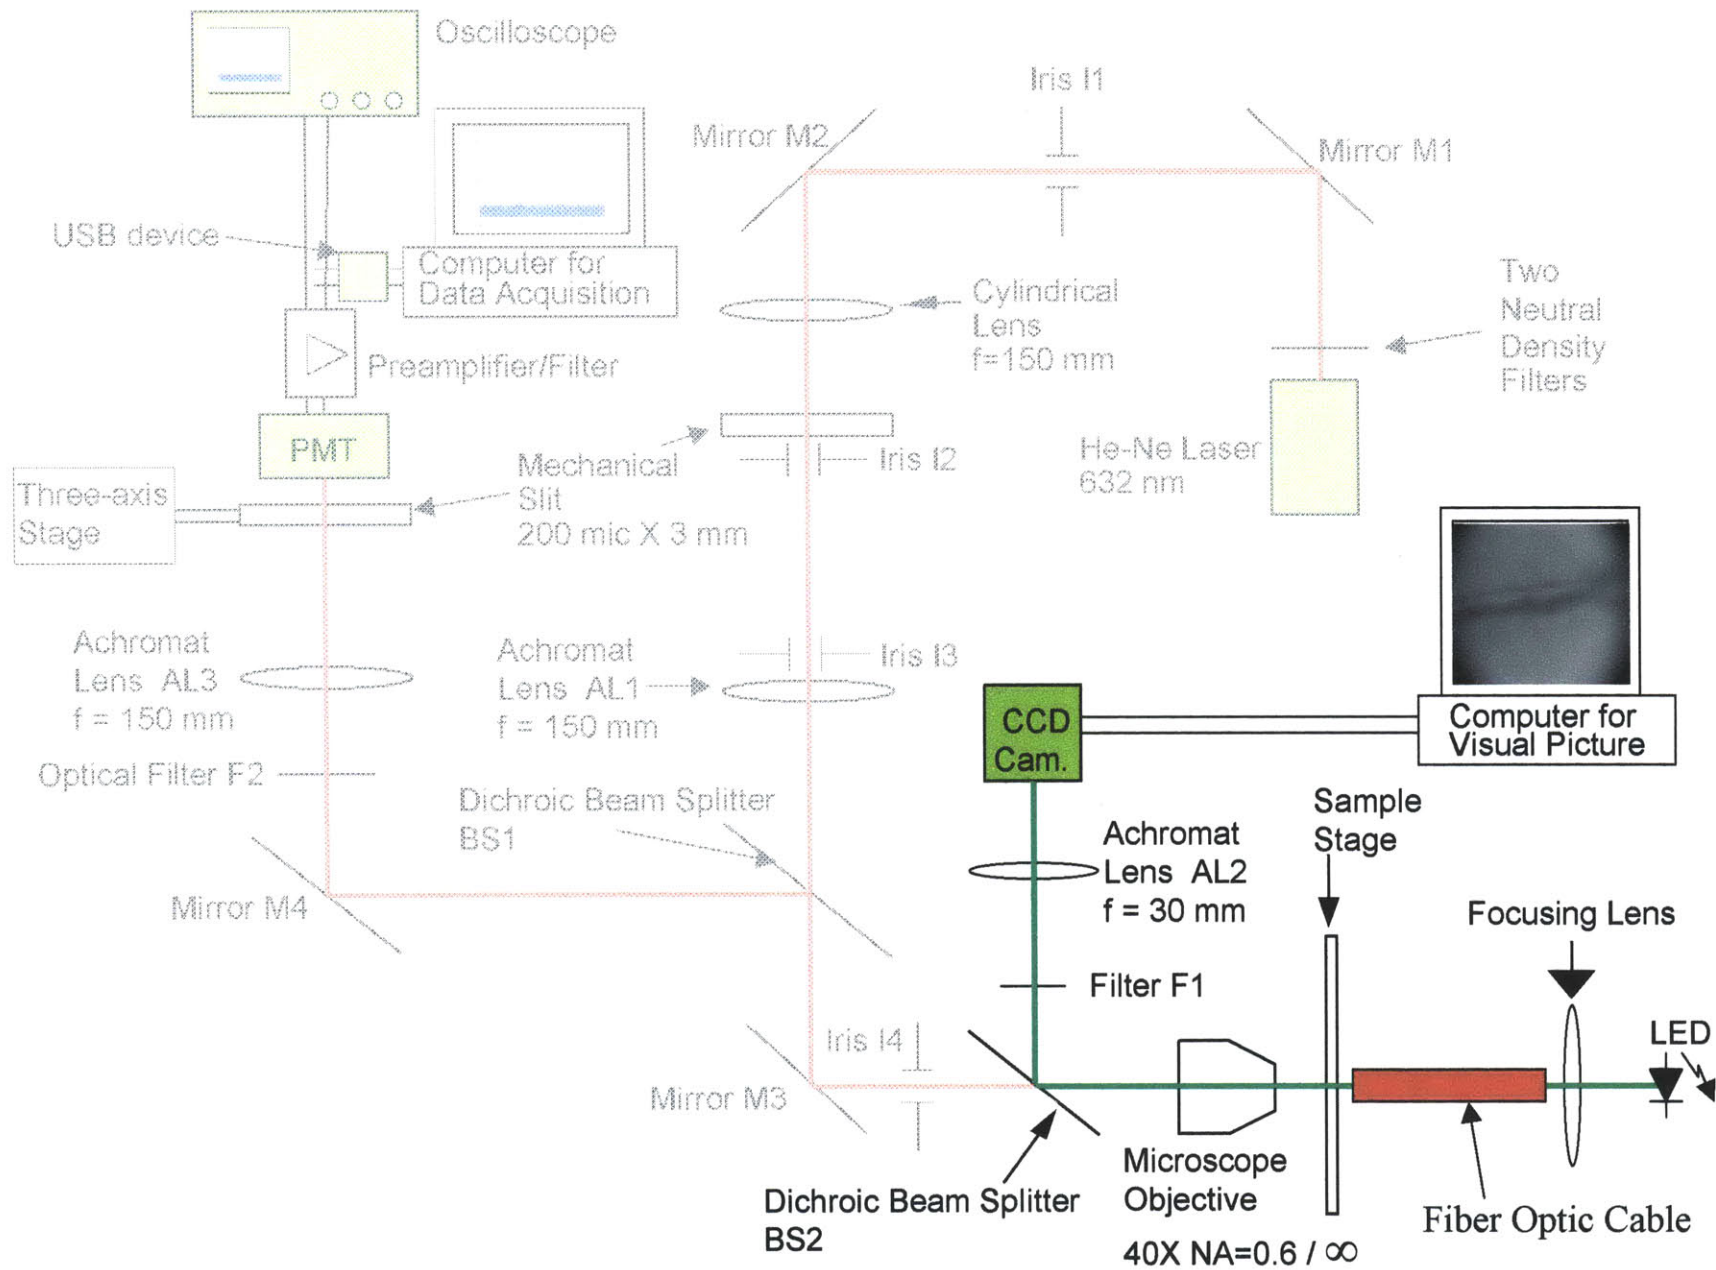 Oscilloscope
Iris I1
Mirror M2
Mirror M1
USB device
Computer for
Data Acquisition
Cylindrical
Lens
f=150 mm
Two
Neutral
Density
Filters
Preamplifier/Filter
PMT
Mechanical
Slit
200 mic X 3 mm
Iris I2
He-Ne Laser
632 nm
Three-axis
Stage
Achromat
Lens AL3
f = 150 mm
Achromat
Lens AL1
f = 150 mm
Iris I3
CCD
Cam.
Computer for
Visual Picture
Optical Filter F2
Dichroic Beam Splitter
BS1
Sample
Stage
Achromat
Lens AL2
f = 30 mm
Mirror M4
Focusing Lens
Filter F1
Iris I4
LED
Mirror M3
Microscope
Objective
40X NA=0.6 / ∞
Dichroic Beam Splitter
BS2
Fiber Optic Cable